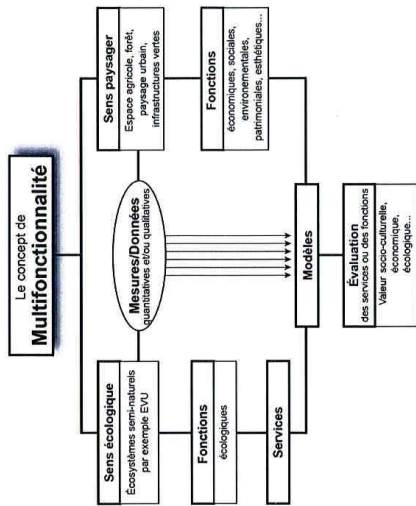 Le concept de
Multifonctionnalité
Sens écologique
Écosystèmes semi-naturels
par exemple EVU
Fonctions
écologiques
Services
Mesures/Données
quantitatives et/ou qualitatives
Modèles
Évaluation
des services ou des fonctions
Valeur socio-culturelle,
économique,
écologique...
Sens paysager
Espace agricole, forêt,
paysage urbain,
infrastructures vertes
Fonctions
économiques, sociales,
environementales,
patrimoniales, esthétiques...